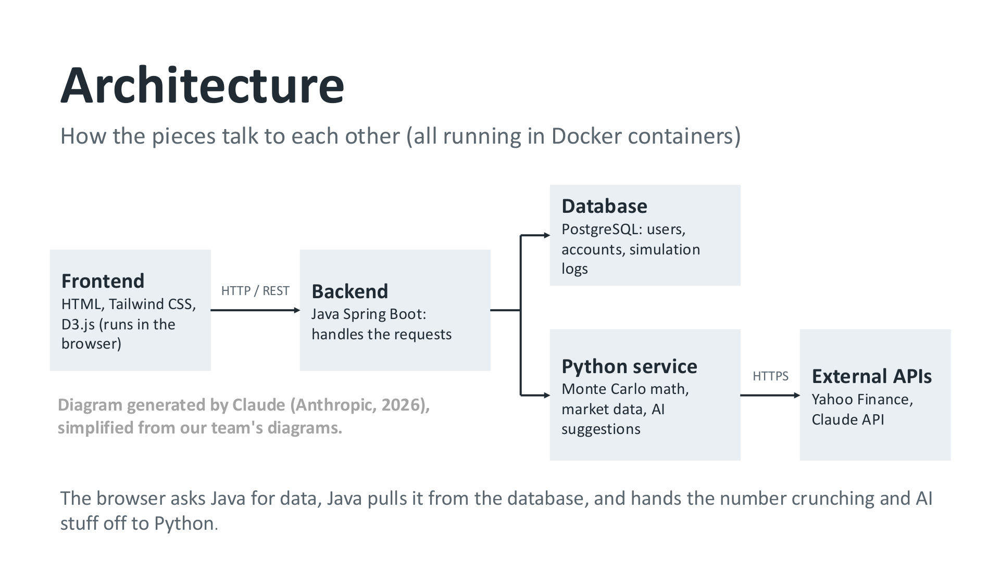 Architecture
How the pieces talk to each other (all running in Docker containers)
Frontend
HTML, Tailwind CSS,
D3.js (runs in the
browser)
HTTP / REST
Backend
Java Spring Boot:
handles the requests
Database
PostgreSQL: users,
accounts, simulation
logs
Python service
Monte Carlo math,
market data, AI
suggestions
HTTPS
External APIs
Yahoo Finance,
Claude API
Diagram generated by Claude (Anthropic, 2026),
simplified from our team's diagrams.
The browser asks Java for data, Java pulls it from the database, and hands the number crunching and AI
stuff off to Python.